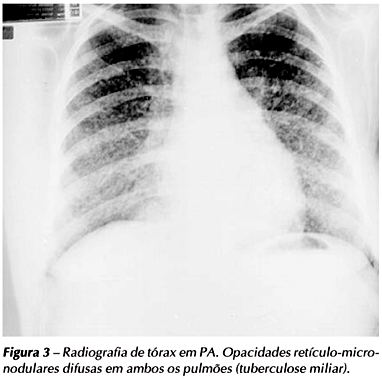 Figura 3 – Radiografia de tórax em PA. Opacidades retículo-micro-
nodulares difusas em ambos os pulmões (tuberculose miliar).